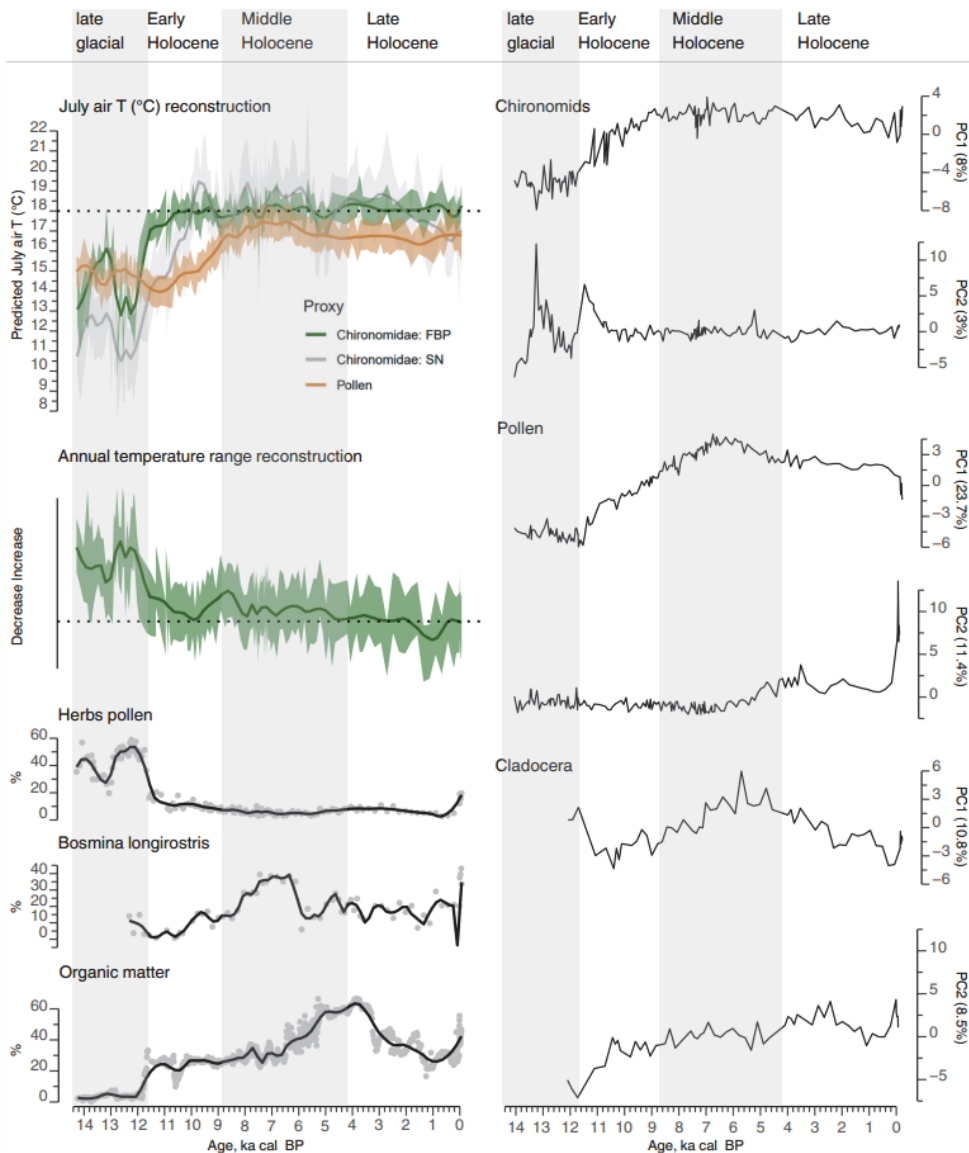 late glacial
Early Holocene
Middle Holocene
Late Holocene
late glacial
Early Holocene
Middle Holocene
Late Holocene
July air T (°C) reconstruction
22
21
20
19
18
17
16
15
14
13
12
11
10
9
8
Predicted July air T (°C)
Proxy
Chironomidae: FBP
Chironomidae: SN
Pollen
Annual temperature range reconstruction
Decrease Increase
Herbs pollen
60
40
20
0
%
Bosmina longirostris
40
30
20
10
0
%
Organic matter
60
40
20
0
%
14 13 12 11 10 9 8 7 6 5 4 3 2 1 0
Age, ka cal BP
Chironomids
4
0
−4
−8
PC1 (8%)
10
5
0
−5
PC2 (3%)
Pollen
3
0
−3
−6
PC1 (23.7%)
10
5
0
PC2 (11.4%)
Cladocera
6
3
0
−3
−6
PC1 (10.8%)
10
5
0
−5
PC2 (8.5%)
14 13 12 11 10 9 8 7 6 5 4 3 2 1 0
Age, ka cal BP